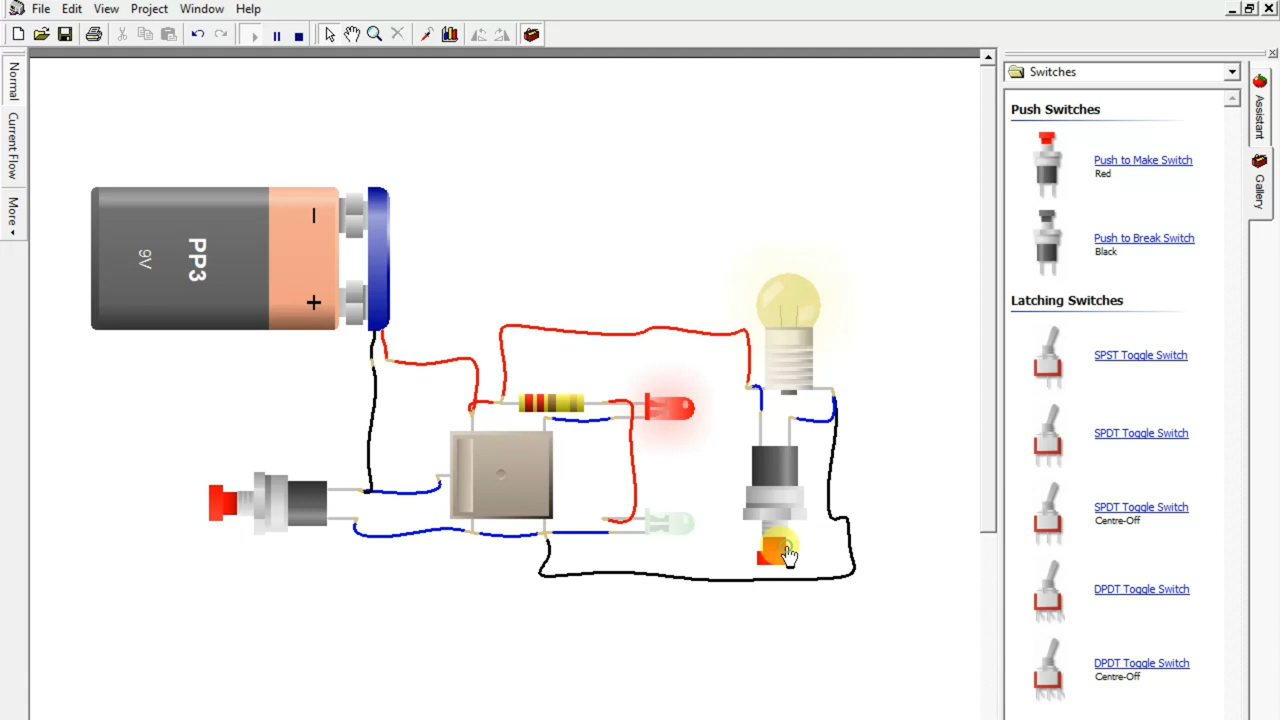 File Edit View Project Window Help
Normal
Current Flow
More
PP3
9V
−
+
Switches
Push Switches
Push to Make Switch
Red
Push to Break Switch
Black
Latching Switches
SPST Toggle Switch
SPDT Toggle Switch
SPDT Toggle Switch
Centre-Off
DPDT Toggle Switch
DPDT Toggle Switch
Centre-Off
Assistant
Gallery